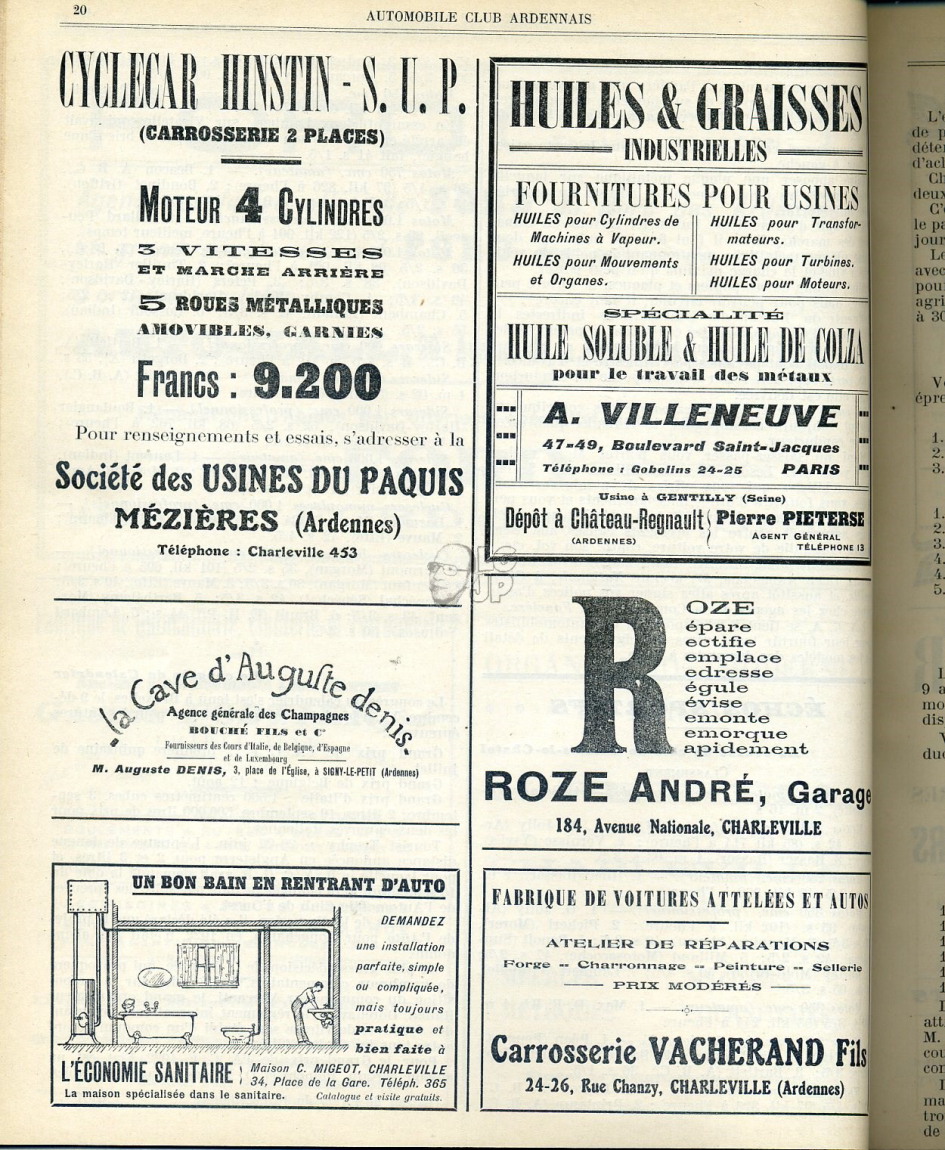 20
AUTOMOBILE CLUB ARDENNAIS
CYCLECAR HINSTIN - S. U. P.
(CARROSSERIE 2 PLACES)
MOTEUR 4 CYLINDRES
3 VITESSES
ET MARCHE ARRIÈRE
5 ROUES MÉTALLIQUES
AMOVIBLES, GARNIES
Francs : 9.200
Pour renseignements et essais, s'adresser à la
Société des USINES DU PAQUIS
MÉZIÈRES (Ardennes)
Téléphone : Charleville 453
la Cave d'Auguste denis.
Agence générale des Champagnes
BOUCHÉ FILS et Cie
Fournisseurs des Cours d'Italie, de Belgique, d'Espagne
et de Luxembourg
M. Auguste DENIS, 3, place de l'Église, à SIGNY-LE-PETIT (Ardennes)
UN BON BAIN EN RENTRANT D'AUTO
DEMANDEZ
une installation
parfaite, simple
ou compliquée,
mais toujours
pratique et
bien faite à
L'ÉCONOMIE SANITAIRE
Maison C. MIGEOT, CHARLEVILLE
34, Place de la Gare. Téléph. 365
La maison spécialisée dans le sanitaire.
Catalogue et visite gratuits.
HUILES & GRAISSES
INDUSTRIELLES
FOURNITURES POUR USINES
HUILES pour Cylindres de
Machines à Vapeur.
HUILES pour Mouvements
et Organes.
HUILES pour Transfor-
mateurs.
HUILES pour Turbines.
HUILES pour Moteurs.
SPÉCIALITÉ
HUILE SOLUBLE & HUILE DE COLZA
pour le travail des métaux
A. VILLENEUVE
47-49, Boulevard Saint-Jacques
Téléphone : Gobelins 24-25 PARIS
Usine à GENTILLY (Seine)
Dépôt à Château-Regnault
(ARDENNES)
Pierre PIETERSE
AGENT GÉNÉRAL
TÉLÉPHONE 13
LS
JP
ROZE
épare
ectifie
emplace
edresse
égule
évise
emonte
emorque
apidement
ROZE ANDRÉ, Garage
184, Avenue Nationale, CHARLEVILLE
FABRIQUE DE VOITURES ATTELÉES ET AUTOS
ATELIER DE RÉPARATIONS
Forge -- Charronnage -- Peinture -- Sellerie
PRIX MODÉRÉS
Carrosserie VACHERAND Fils
24-26, Rue Chanzy, CHARLEVILLE (Ardennes)